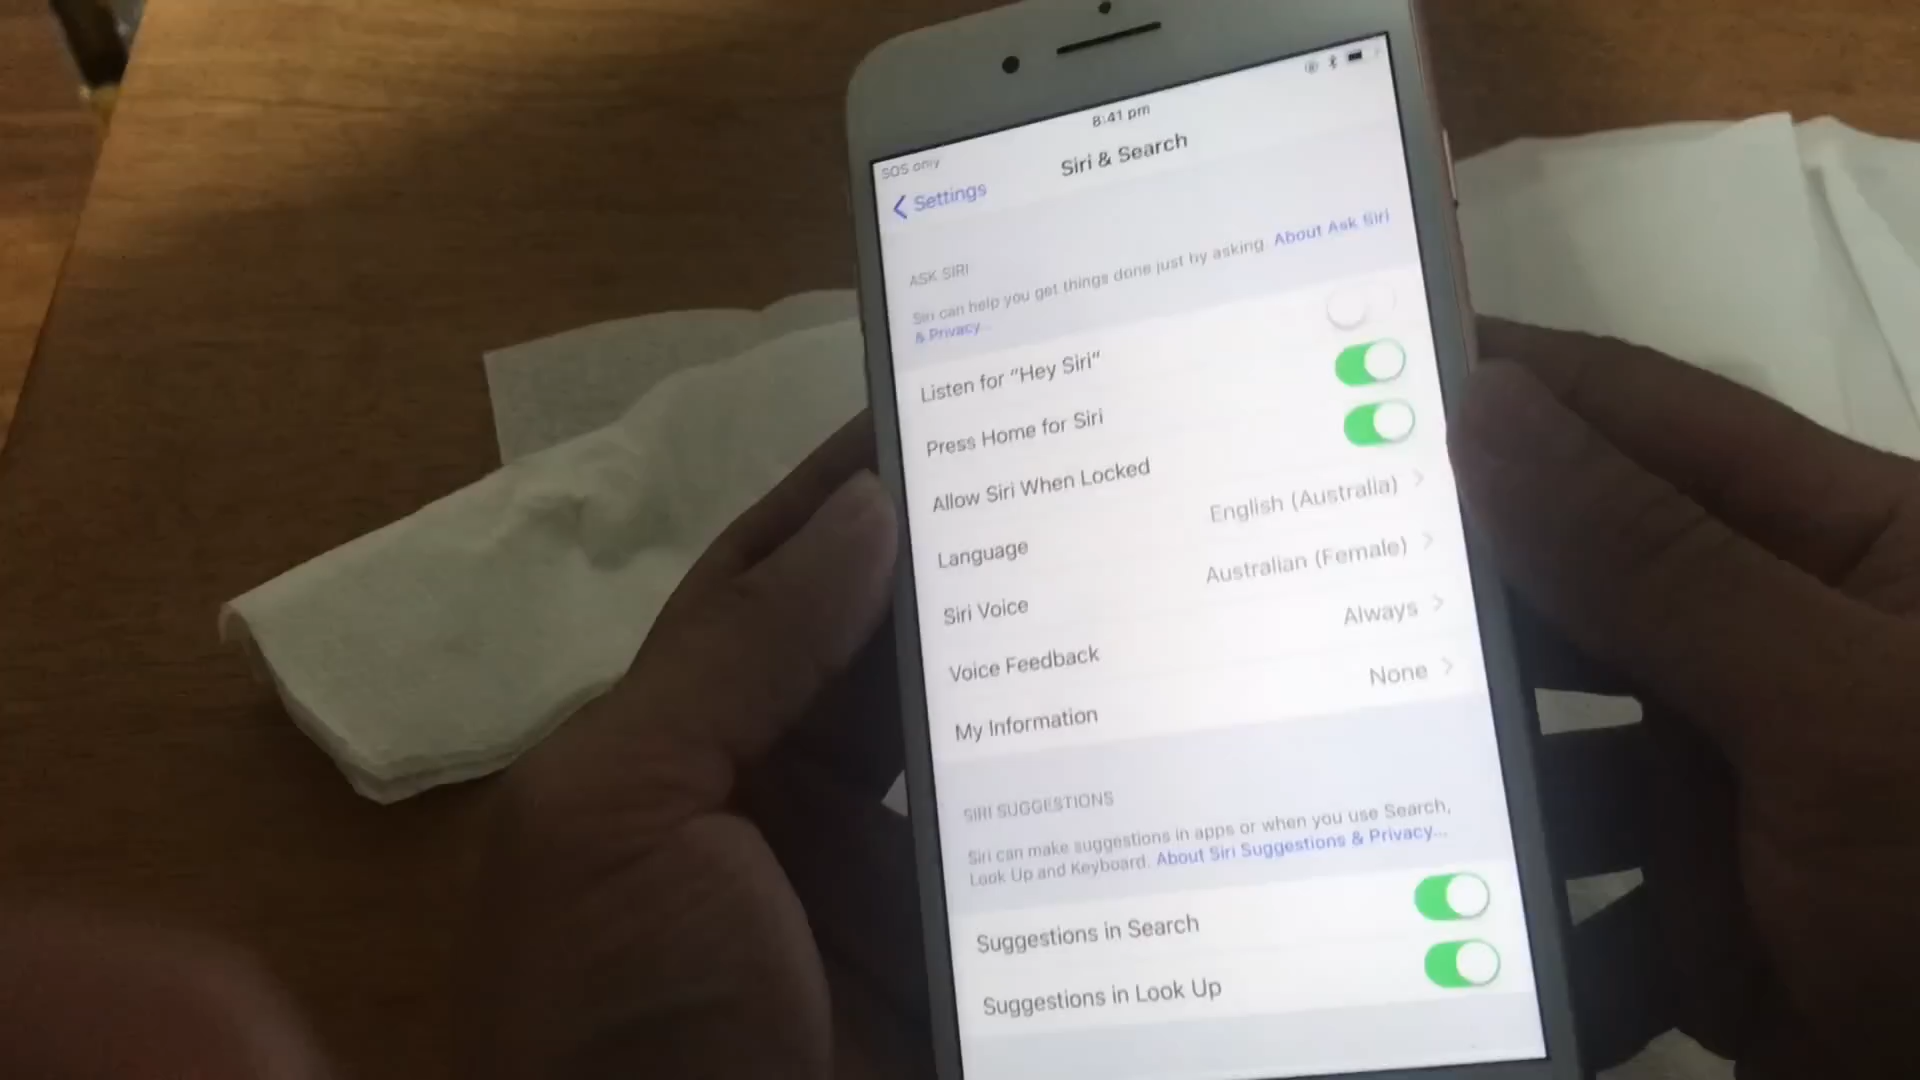 SOS only
8:41 pm
Settings
Siri & Search
ASK SIRI
Siri can help you get things done just by asking. About Ask Siri
& Privacy...
Listen for "Hey Siri"
Press Home for Siri
Allow Siri When Locked
Language English (Australia)
Siri Voice Australian (Female)
Voice Feedback Always
My Information None
SIRI SUGGESTIONS
Siri can make suggestions in apps or when you use Search,
Look Up and Keyboard. About Siri Suggestions & Privacy...
Suggestions in Search
Suggestions in Look Up